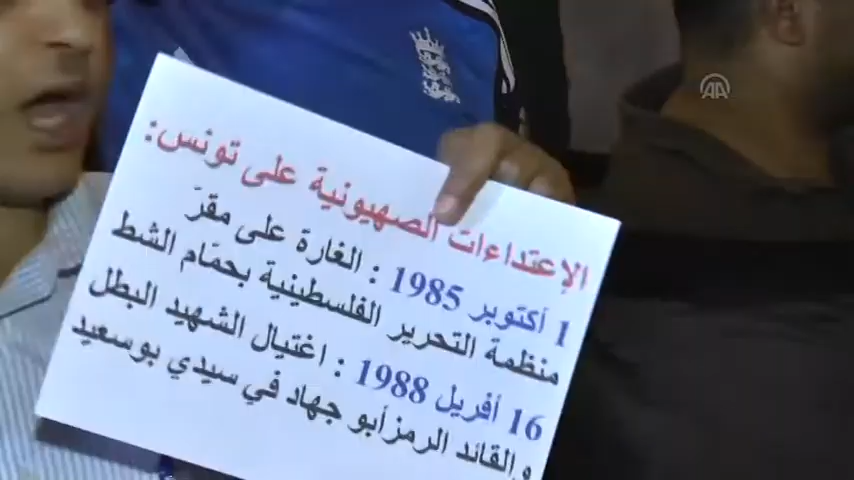 الإعتداءات الصهيونية على تونس:
1 أكتوبر 1985 : الغارة على مقرّ
منظمة التحرير الفلسطينية بحمّام الشط
16 أفريل 1988 : اغتيال الشهيد البطل
والقائد الرمزأبو جهاد في سيدي بوسعيد
AA